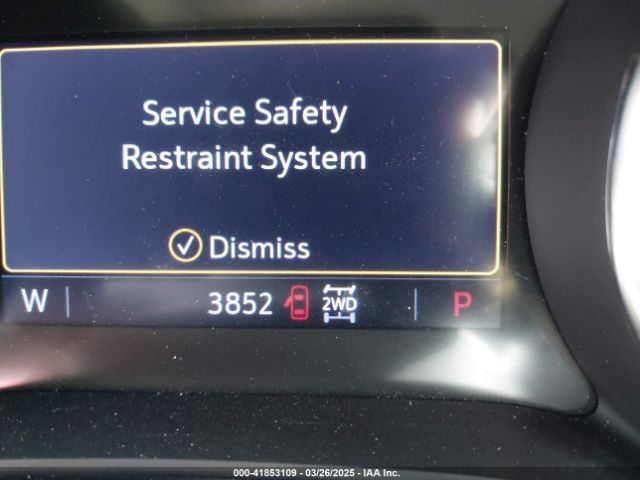 Service Safety
Restraint System
Dismiss
W 3852 2WD P
000-41853109 - 03/26/2025 - IAA Inc.